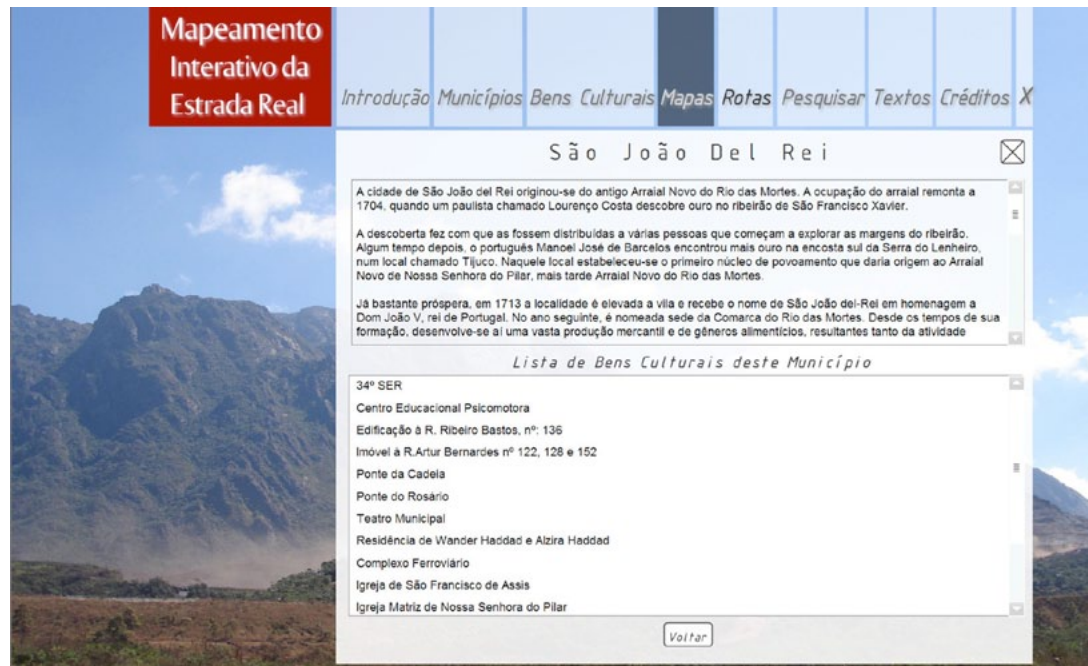 Mapeamento
Interativo da
Estrada Real
Introdução Municípios Bens Culturais Mapas Rotas Pesquisar Textos Créditos X
São João Del Rei
A cidade de São João del Rei originou-se do antigo Arraial Novo do Rio das Mortes. A ocupação do arraial remonta a
1704, quando um paulista chamado Lourenço Costa descobre ouro no ribeirão de São Francisco Xavier.
A descoberta fez com que as fossem distribuídas a várias pessoas que começam a explorar as margens do ribeirão.
Algum tempo depois, o português Manoel José de Barcelos encontrou mais ouro na encosta sul da Serra do Lenheiro,
num local chamado Tijuco. Naquele local estabeleceu-se o primeiro núcleo de povoamento que daria origem ao Arraial
Novo de Nossa Senhora do Pilar, mais tarde Arraial Novo do Rio das Mortes.
Já bastante próspera, em 1713 a localidade é elevada a vila e recebe o nome de São João del-Rei em homenagem a
Dom João V, rei de Portugal. No ano seguinte, é nomeada sede da Comarca do Rio das Mortes. Desde os tempos de sua
formação, desenvolve-se aí uma vasta produção mercantil e de gêneros alimentícios, resultantes tanto da atividade
Lista de Bens Culturais deste Município
34º SER
Centro Educacional Psicomotora
Edificação à R. Ribeiro Bastos, nº: 136
Imóvel à R.Artur Bernardes nº 122, 128 e 152
Ponte da Cadeia
Ponte do Rosário
Teatro Municipal
Residência de Wander Haddad e Alzira Haddad
Complexo Ferroviário
Igreja de São Francisco de Assis
Igreja Matriz de Nossa Senhora do Pilar
Voltar